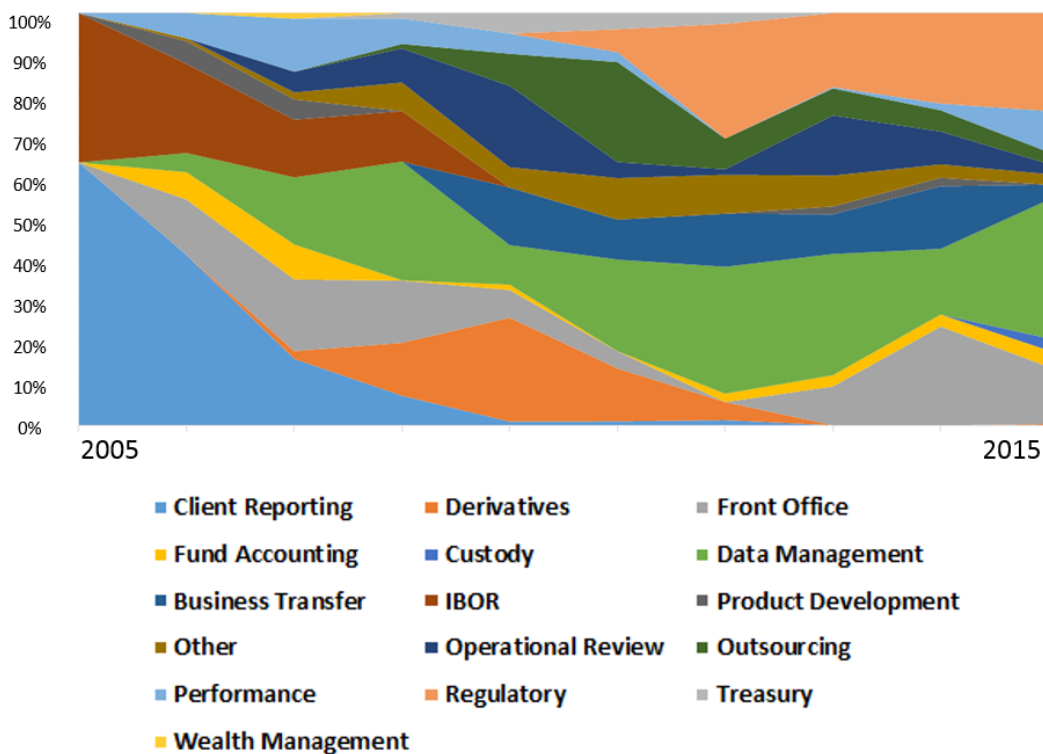 100%
90%
80%
70%
60%
50%
40%
30%
20%
10%
0%
2005 2015
Client Reporting Derivatives Front Office
Fund Accounting Custody Data Management
Business Transfer IBOR Product Development
Other Operational Review Outsourcing
Performance Regulatory Treasury
Wealth Management